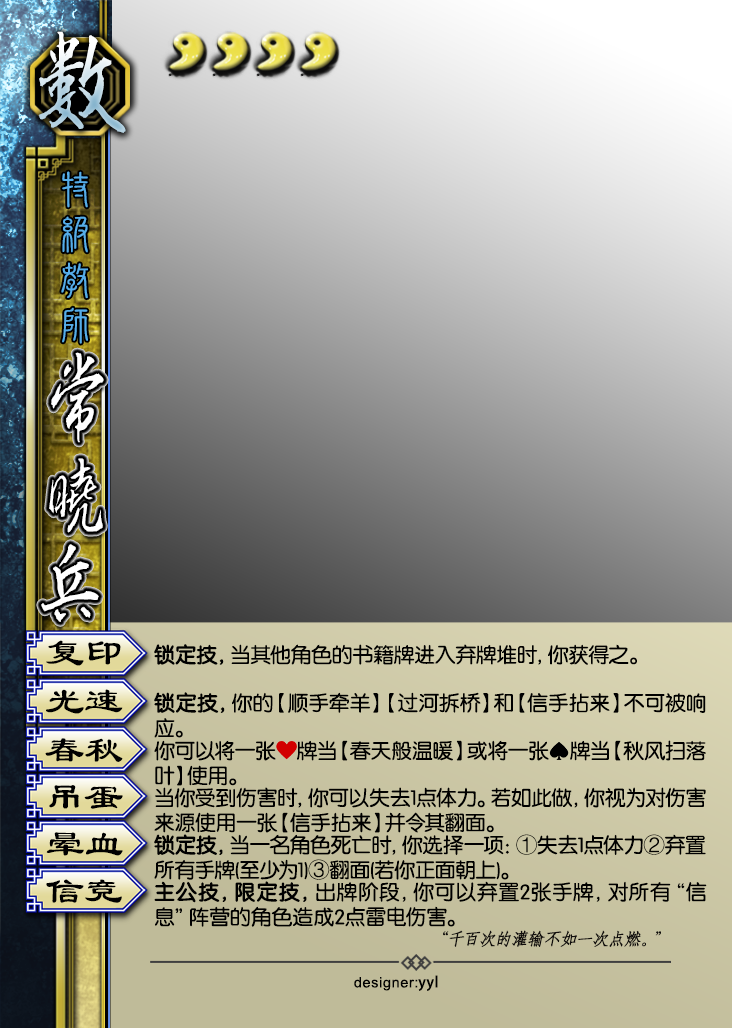 數
特級教師
常曉兵
复印
锁定技，当其他角色的书籍牌进入弃牌堆时，你获得之。
光速
锁定技，你的【顺手牵羊】【过河拆桥】和【信手拈来】不可被响
应。
春秋
你可以将一张♥牌当【春天般温暖】或将一张♠牌当【秋风扫落
叶】使用。
吊蛋
当你受到伤害时，你可以失去1点体力。若如此做，你视为对伤害
来源使用一张【信手拈来】并令其翻面。
晕血
锁定技，当一名角色死亡时，你选择一项：①失去1点体力②弃置
所有手牌(至少为1)③翻面(若你正面朝上)。
信竞
主公技，限定技，出牌阶段，你可以弃置2张手牌，对所有“信
息”阵营的角色造成2点雷电伤害。
“千百次的灌输不如一次点燃。”
designer:yyl